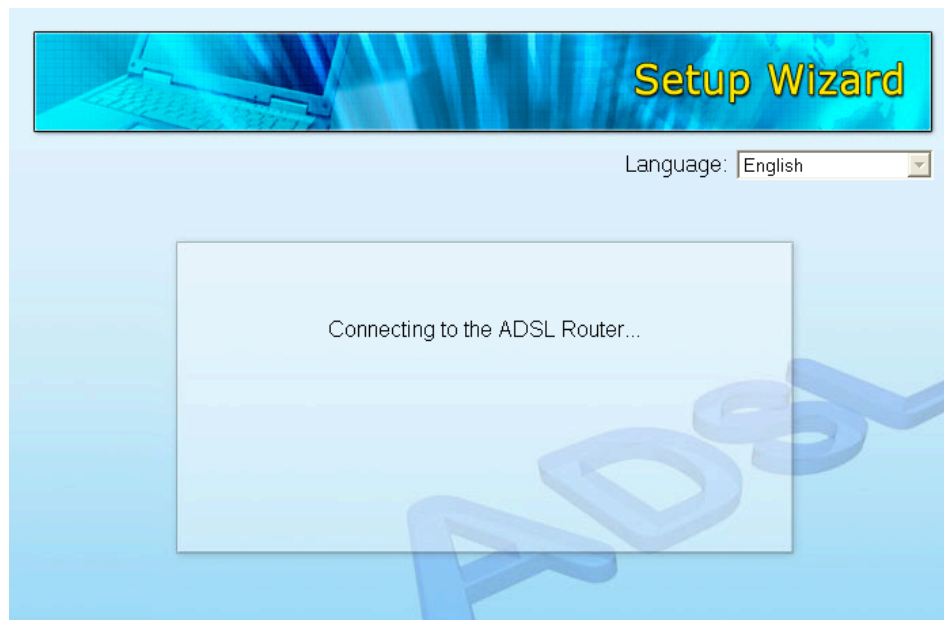 Setup Wizard
Language: English
Connecting to the ADSL Router...
ADSL